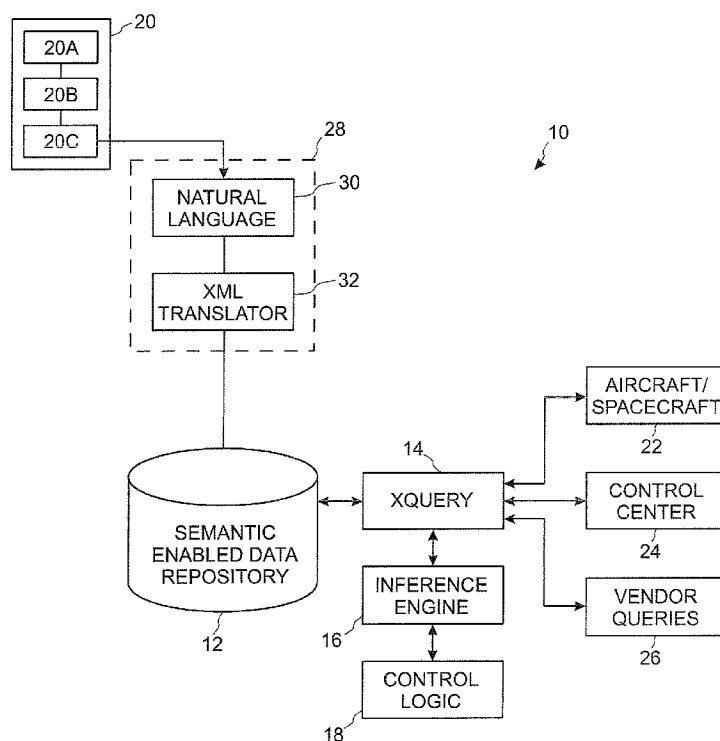 20
20A
20B
20C
28
10
NATURAL
LANGUAGE
30
XML
TRANSLATOR
32
AIRCRAFT/
SPACECRAFT
22
14
XQUERY
CONTROL
CENTER
24
SEMANTIC
ENABLED DATA
REPOSITORY
12
INFERENCE
ENGINE
16
VENDOR
QUERIES
26
CONTROL
LOGIC
18